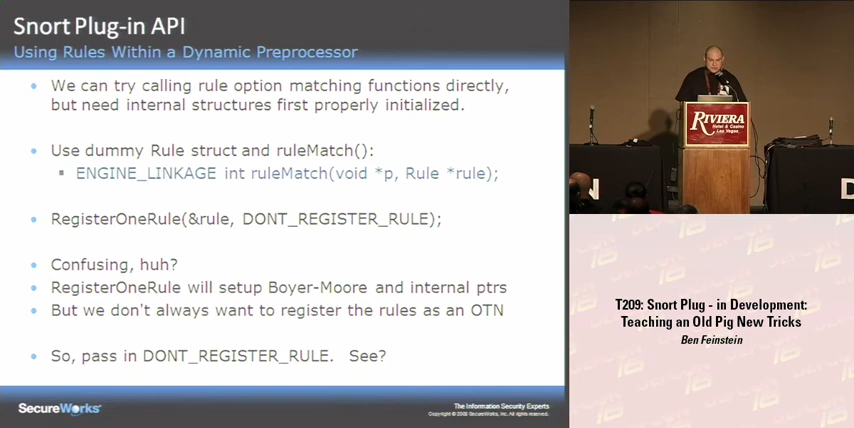 Snort Plug-in API
Using Rules Within a Dynamic Preprocessor
• We can try calling rule option matching functions directly,
but need internal structures first properly initialized.
• Use dummy Rule struct and ruleMatch():
▪ ENGINE_LINKAGE int ruleMatch(void *p, Rule *rule);
• RegisterOneRule(&rule, DONT_REGISTER_RULE);
• Confusing, huh?
• RegisterOneRule will setup Boyer-Moore and internal ptrs
• But we don't always want to register the rules as an OTN
• So, pass in DONT_REGISTER_RULE. See?
SecureWorks
The Information Security Experts
RIVIERA
Hotel & Casino
Las Vegas
N
D
T209: Snort Plug - in Development:
Teaching an Old Pig New Tricks
Ben Feinstein